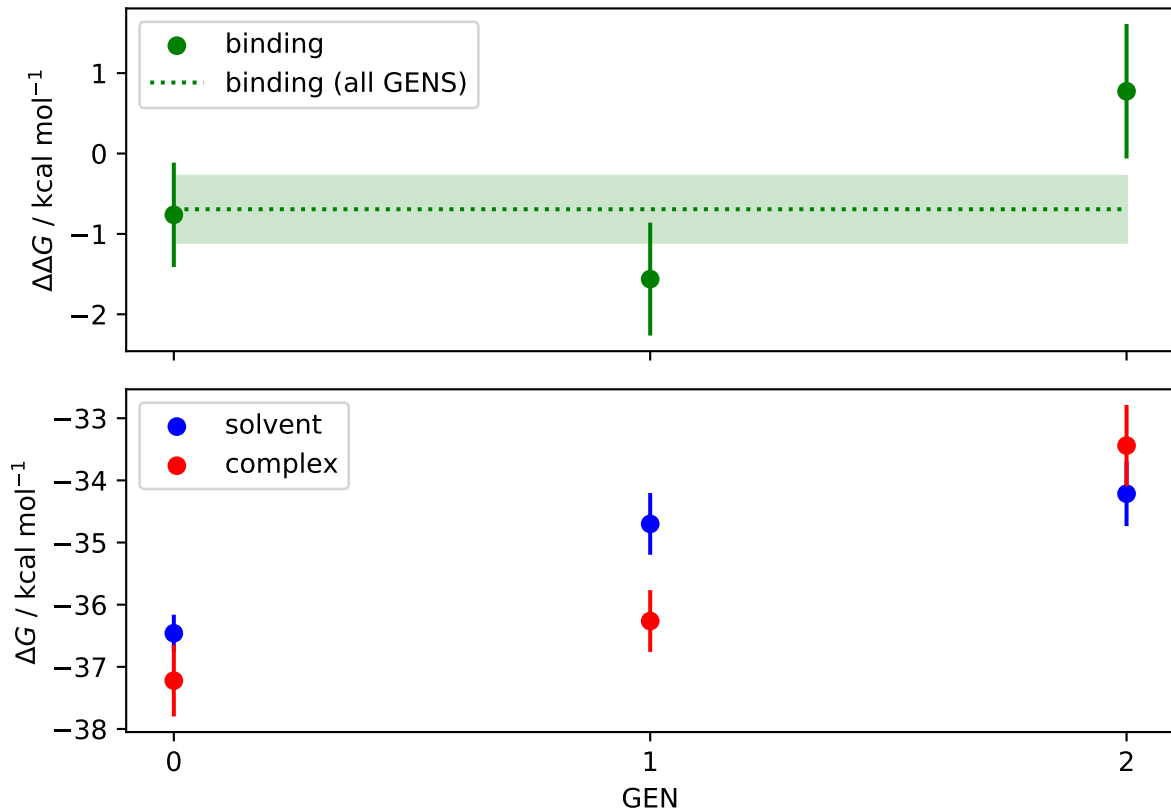 binding
binding (all GENS)
ΔΔG / kcal mol⁻¹
1
0
−1
−2
solvent
complex
ΔG / kcal mol⁻¹
−33
−34
−35
−36
−37
−38
0
1
2
GEN